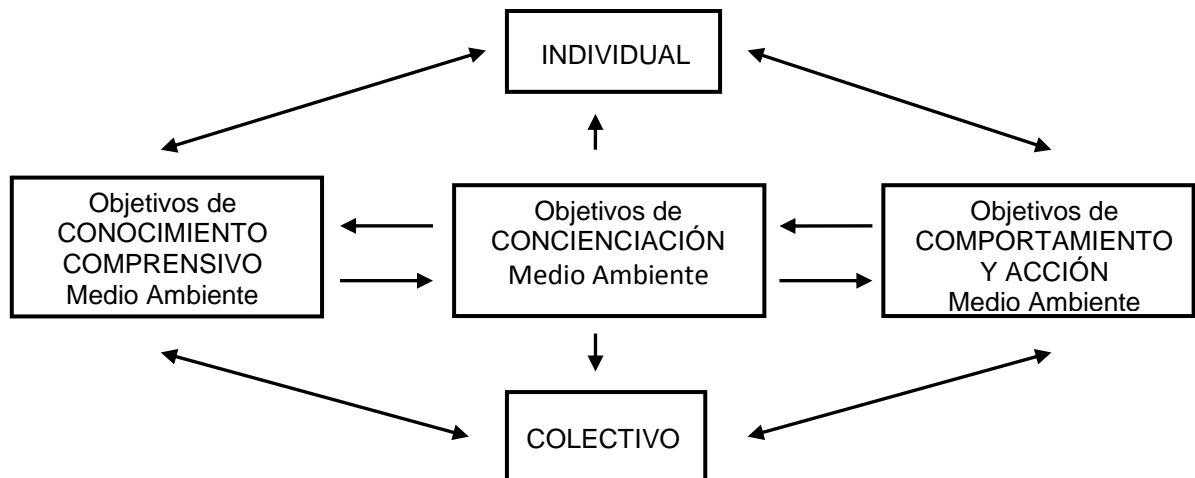 INDIVIDUAL
Objetivos de
CONOCIMIENTO
COMPRENSIVO
Medio Ambiente
Objetivos de
CONCIENCIACIÓN
Medio Ambiente
Objetivos de
COMPORTAMIENTO
Y ACCIÓN
Medio Ambiente
COLECTIVO